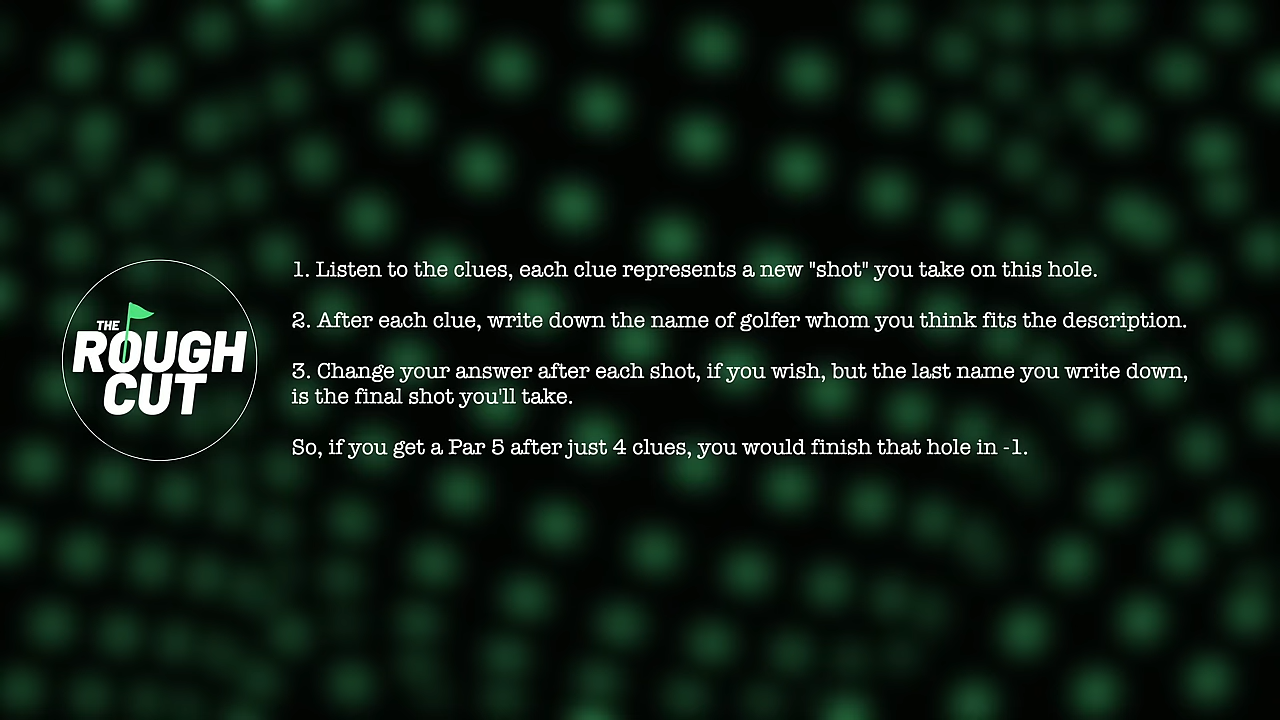 THE
ROUGH
CUT
1. Listen to the clues, each clue represents a new "shot" you take on this hole.
2. After each clue, write down the name of golfer whom you think fits the description.
3. Change your answer after each shot, if you wish, but the last name you write down,
is the final shot you'll take.
So, if you get a Par 5 after just 4 clues, you would finish that hole in -1.